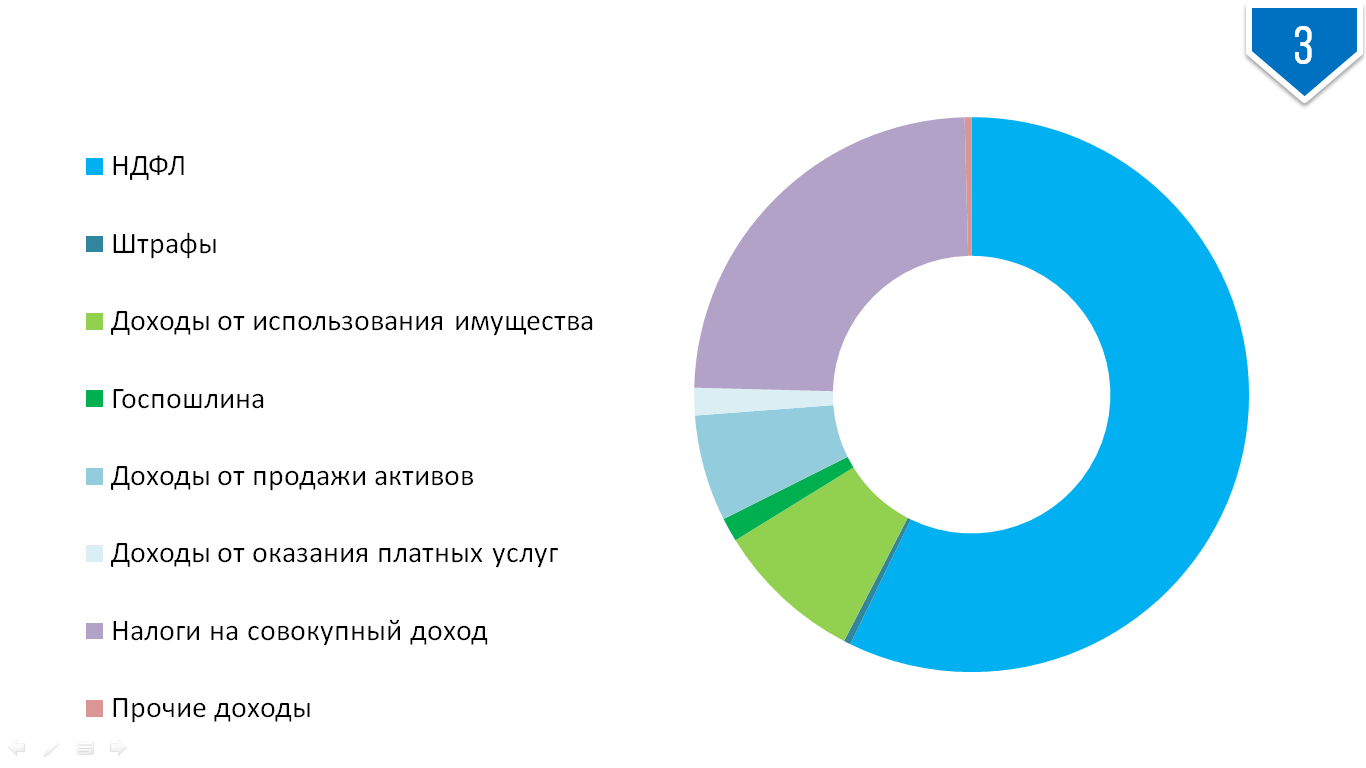 3
НДФЛ
Штрафы
Доходы от использования имущества
Госпошлина
Доходы от продажи активов
Доходы от оказания платных услуг
Налоги на совокупный доход
Прочие доходы